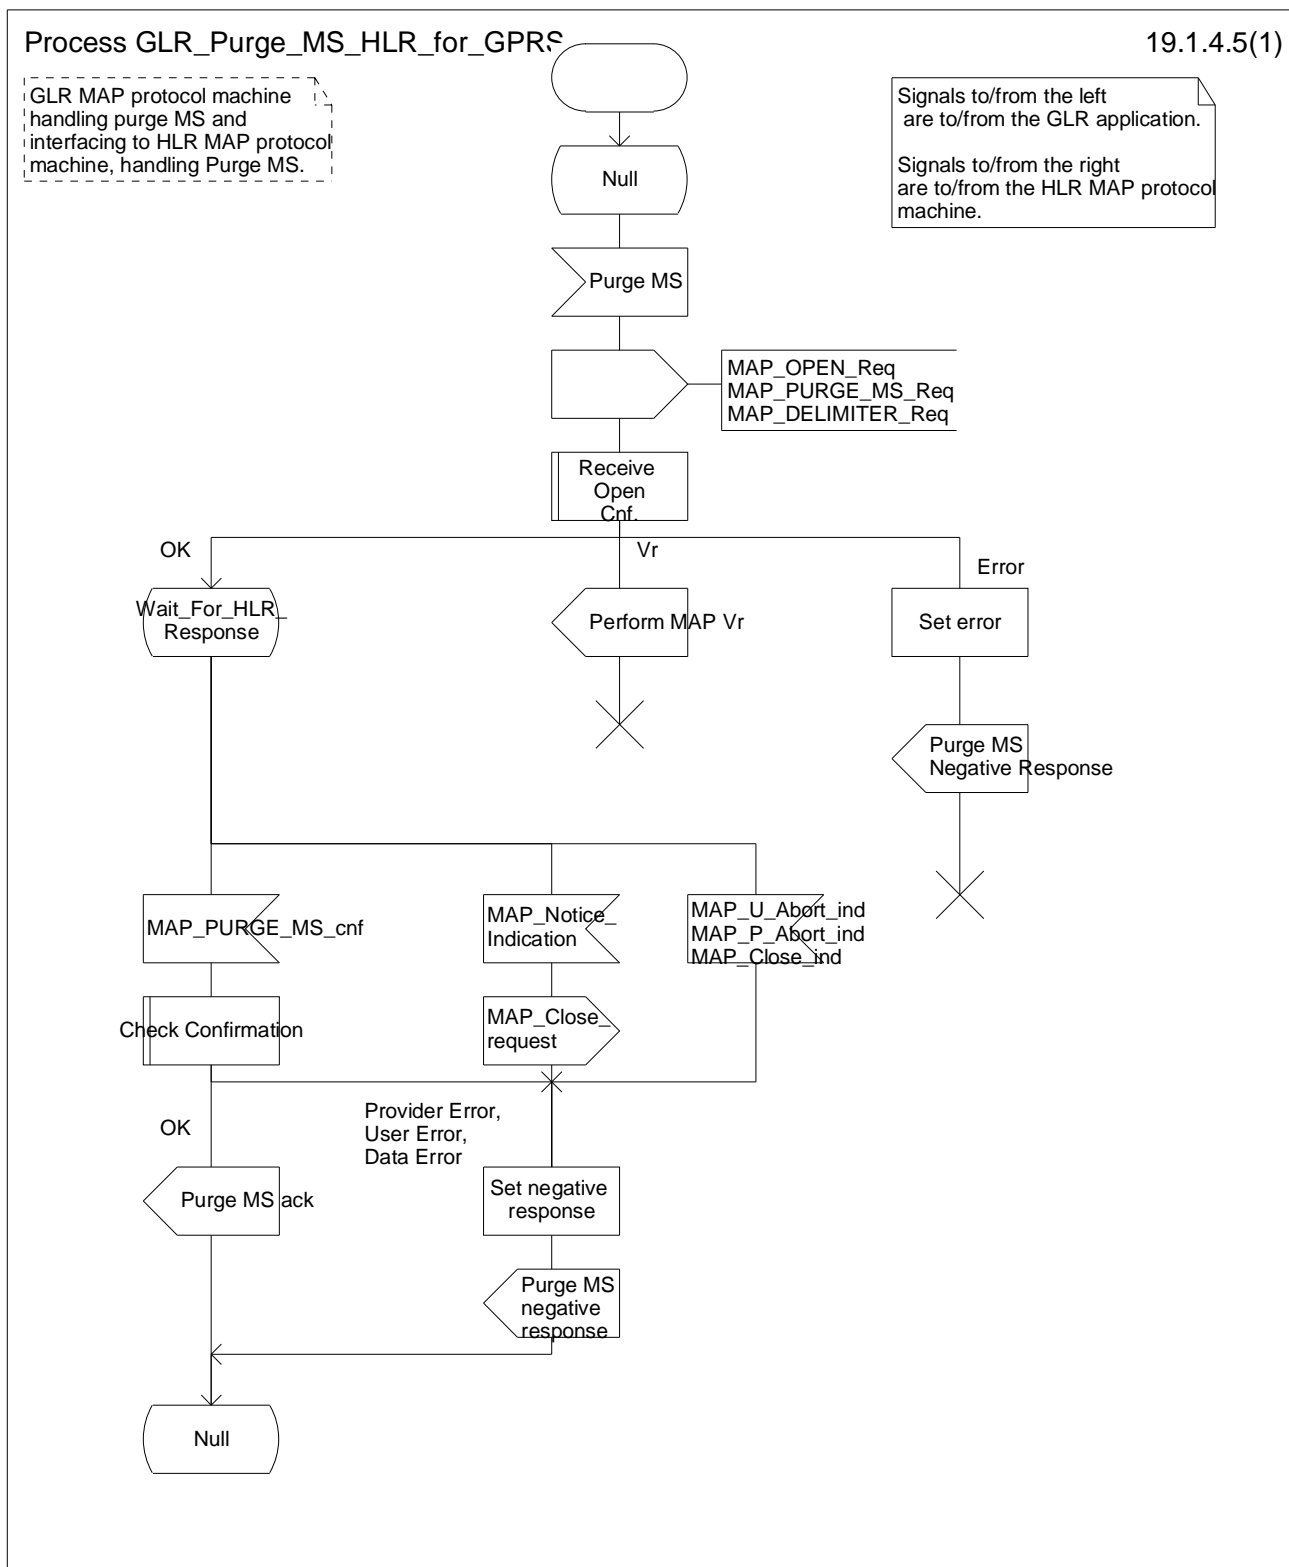 Process GLR_Purge_MS_HLR_for_GPRS
19.1.4.5(1)
GLR MAP protocol machine
handling purge MS and
interfacing to HLR MAP protocol
machine, handling Purge MS.
Signals to/from the left
are to/from the GLR application.
Signals to/from the right
are to/from the HLR MAP protocol
machine.
Null
Purge MS
MAP_OPEN_Req
MAP_PURGE_MS_Req
MAP_DELIMITER_Req
Receive
Open
Cnf.
OK
Vr
Error
Wait_For_HLR_
Response
Perform MAP Vr
Set error
Purge MS
Negative Response
MAP_PURGE_MS_cnf
MAP_Notice_
Indication
MAP_U_Abort_ind
MAP_P_Abort_ind
MAP_Close_ind
Check Confirmation
MAP_Close_
request
OK
Provider Error,
User Error,
Data Error
Purge MS ack
Set negative
response
Purge MS
negative
response
Null